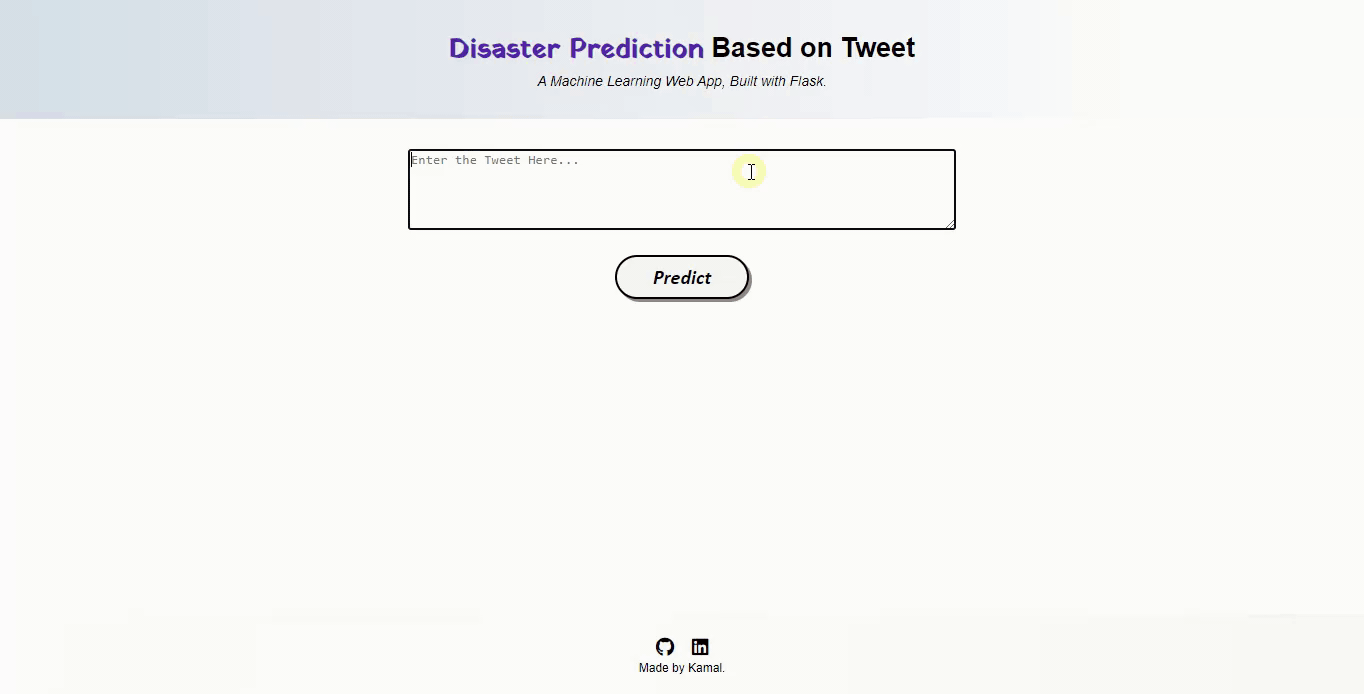 Disaster Prediction Based on Tweet
A Machine Learning Web App, Built with Flask.
Enter the Tweet Here...
Predict
Made by Kamal.